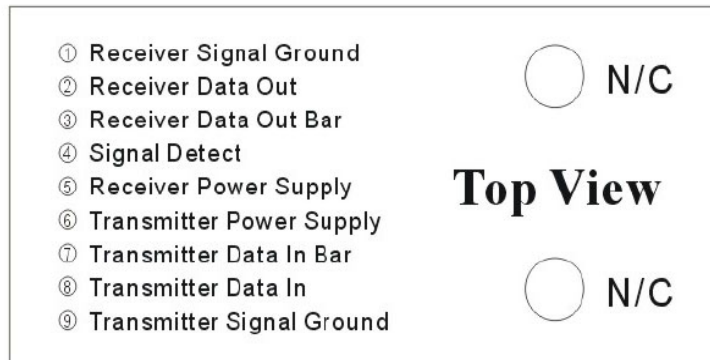 ① Receiver Signal Ground
② Receiver Data Out
③ Receiver Data Out Bar
④ Signal Detect
⑤ Receiver Power Supply
⑥ Transmitter Power Supply
⑦ Transmitter Data In Bar
⑧ Transmitter Data In
⑨ Transmitter Signal Ground
N/C
Top View
N/C